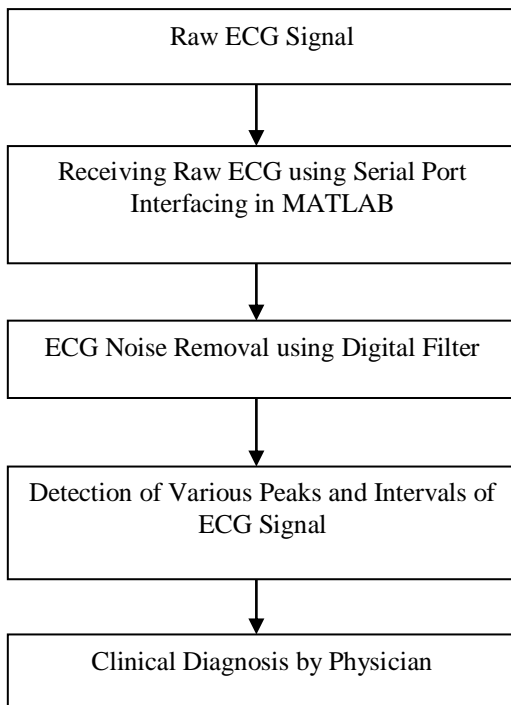 Raw ECG Signal
Receiving Raw ECG using Serial Port
Interfacing in MATLAB
ECG Noise Removal using Digital Filter
Detection of Various Peaks and Intervals of
ECG Signal
Clinical Diagnosis by Physician